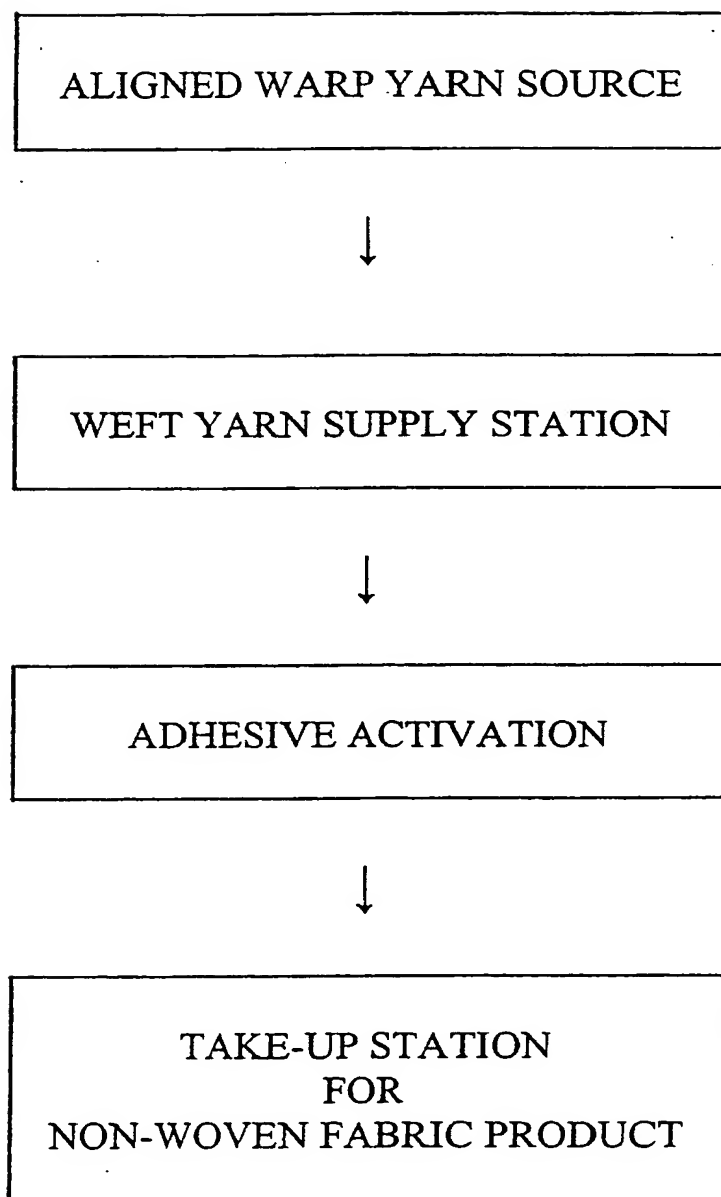 ALIGNED WARP YARN SOURCE
↓
WEFT YARN SUPPLY STATION
↓
ADHESIVE ACTIVATION
↓
TAKE-UP STATION
FOR
NON-WOVEN FABRIC PRODUCT